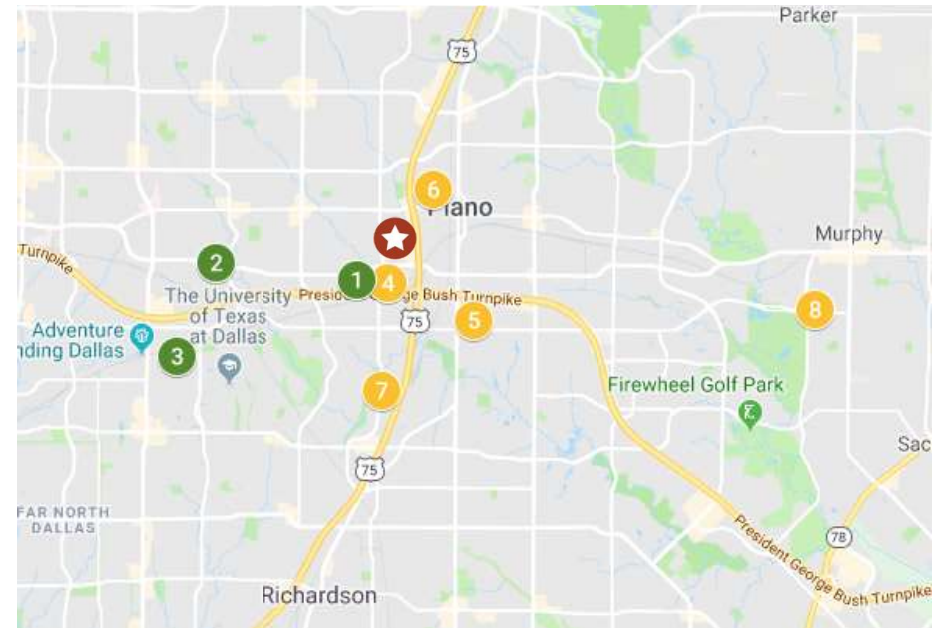 Parker
75
6
Plano
Murphy
Turnpike
2
1
4
The University
of Texas
at Dallas
President George Bush Turnpike
8
75
5
Adventure
nding Dallas
3
7
Firewheel Golf Park
75
Sac
FAR NORTH
DALLAS
78
President George Bush Turnpike
Richardson